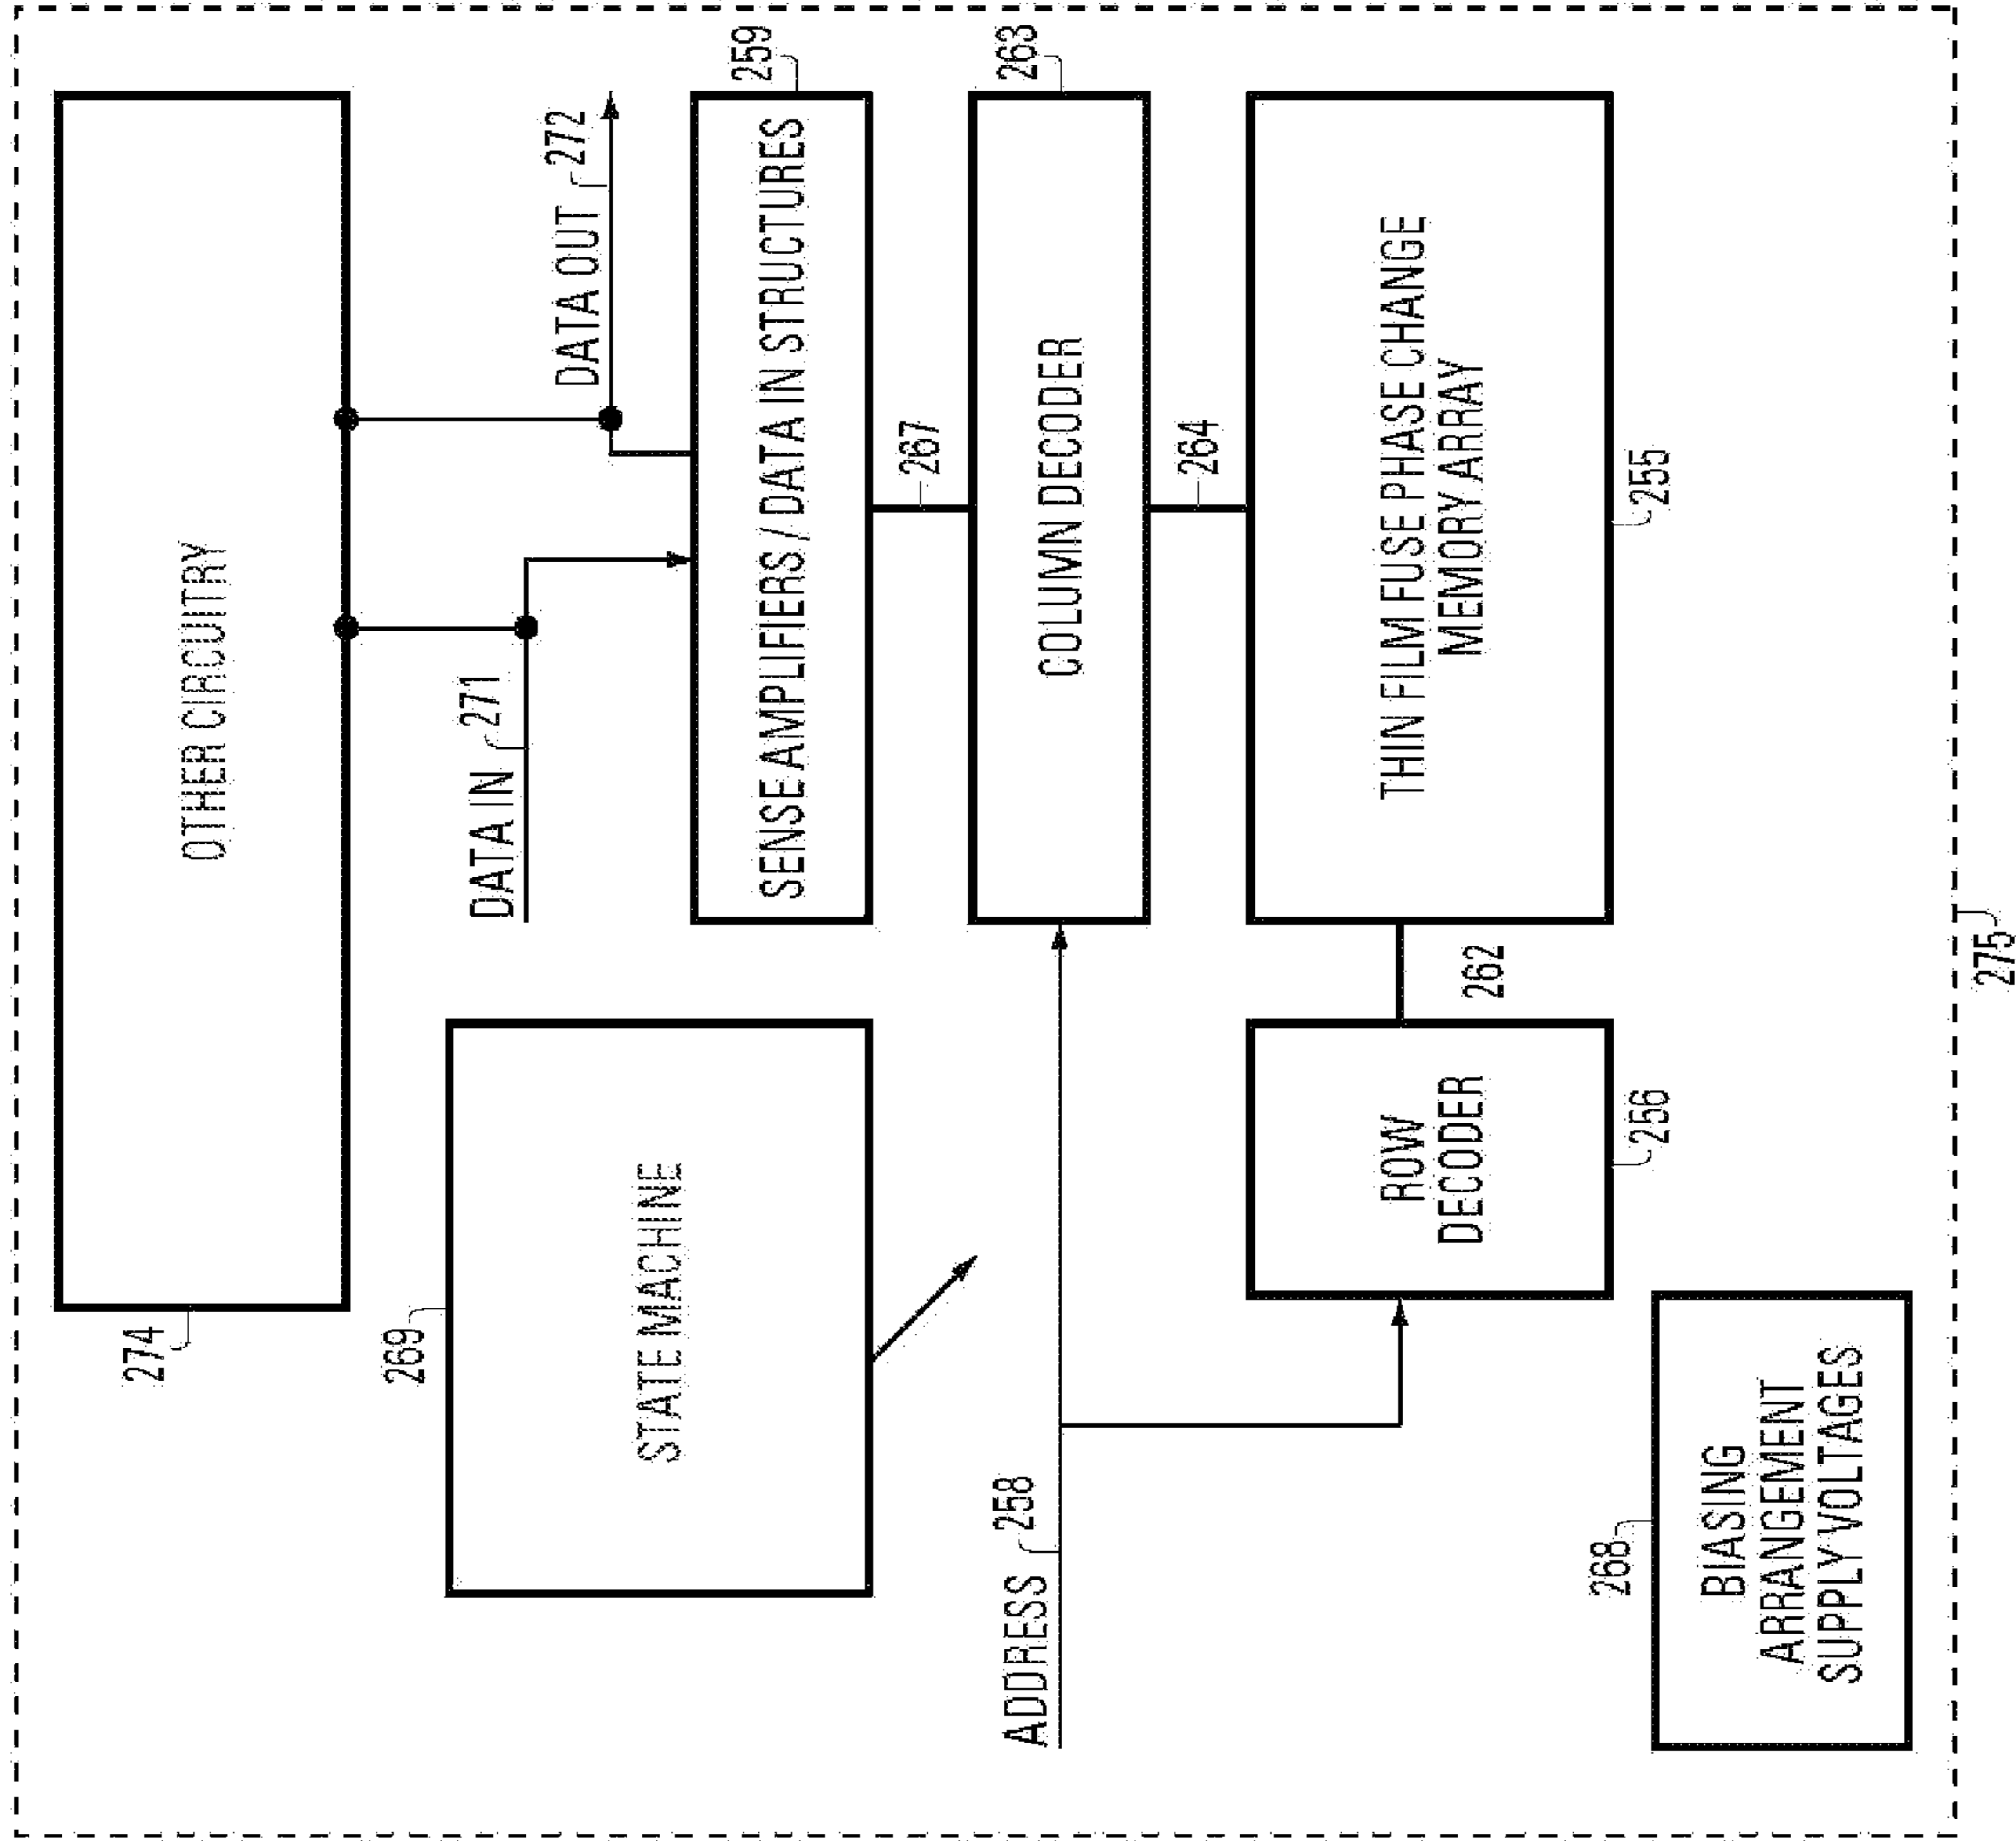 274
OTHER CIRCUITRY
269
STATE MACHINE
DATA IN 271
DATA OUT 272
SENSE AMPLIFIERS / DATA IN STRUCTURES
259
267
ADDRESS 258
COLUMN DECODER
263
264
ROW
DECODER
256
262
THIN FILM FUSE PHASE CHANGE
MEMORY ARRAY
255
268
BIASING
ARRANGEMENT
SUPPLY VOLTAGES
275